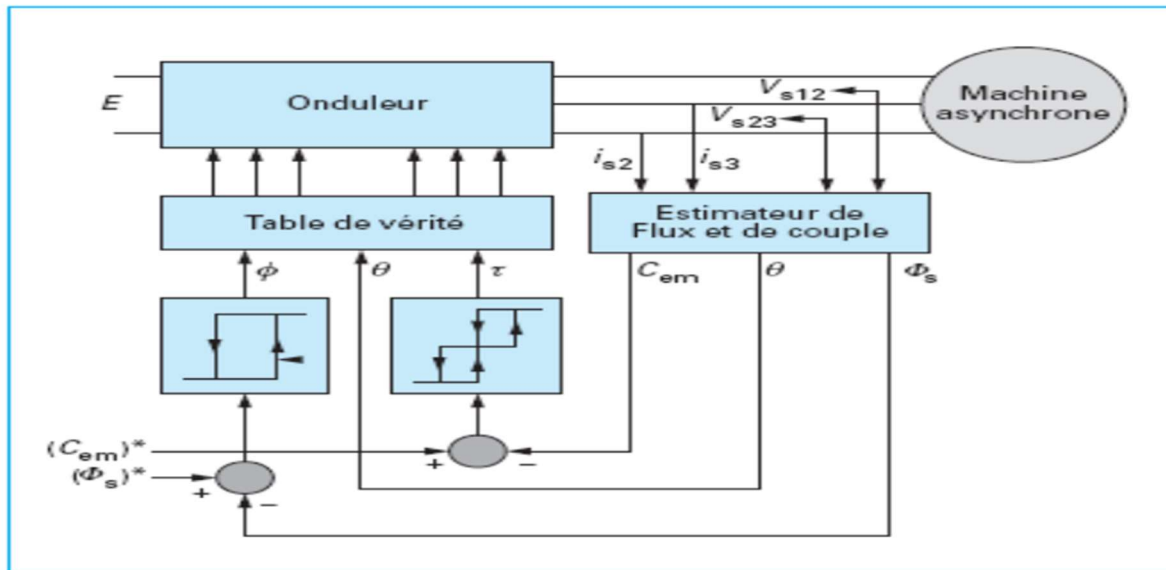 E
Onduleur
V s12
V s23
Machine
asynchrone
i s2
i s3
Table de vérité
Estimateur de
Flux et de couple
ϕ
θ
τ
C em
θ
Φ s
(C em)*
+
−
(Φ s)*
+
−